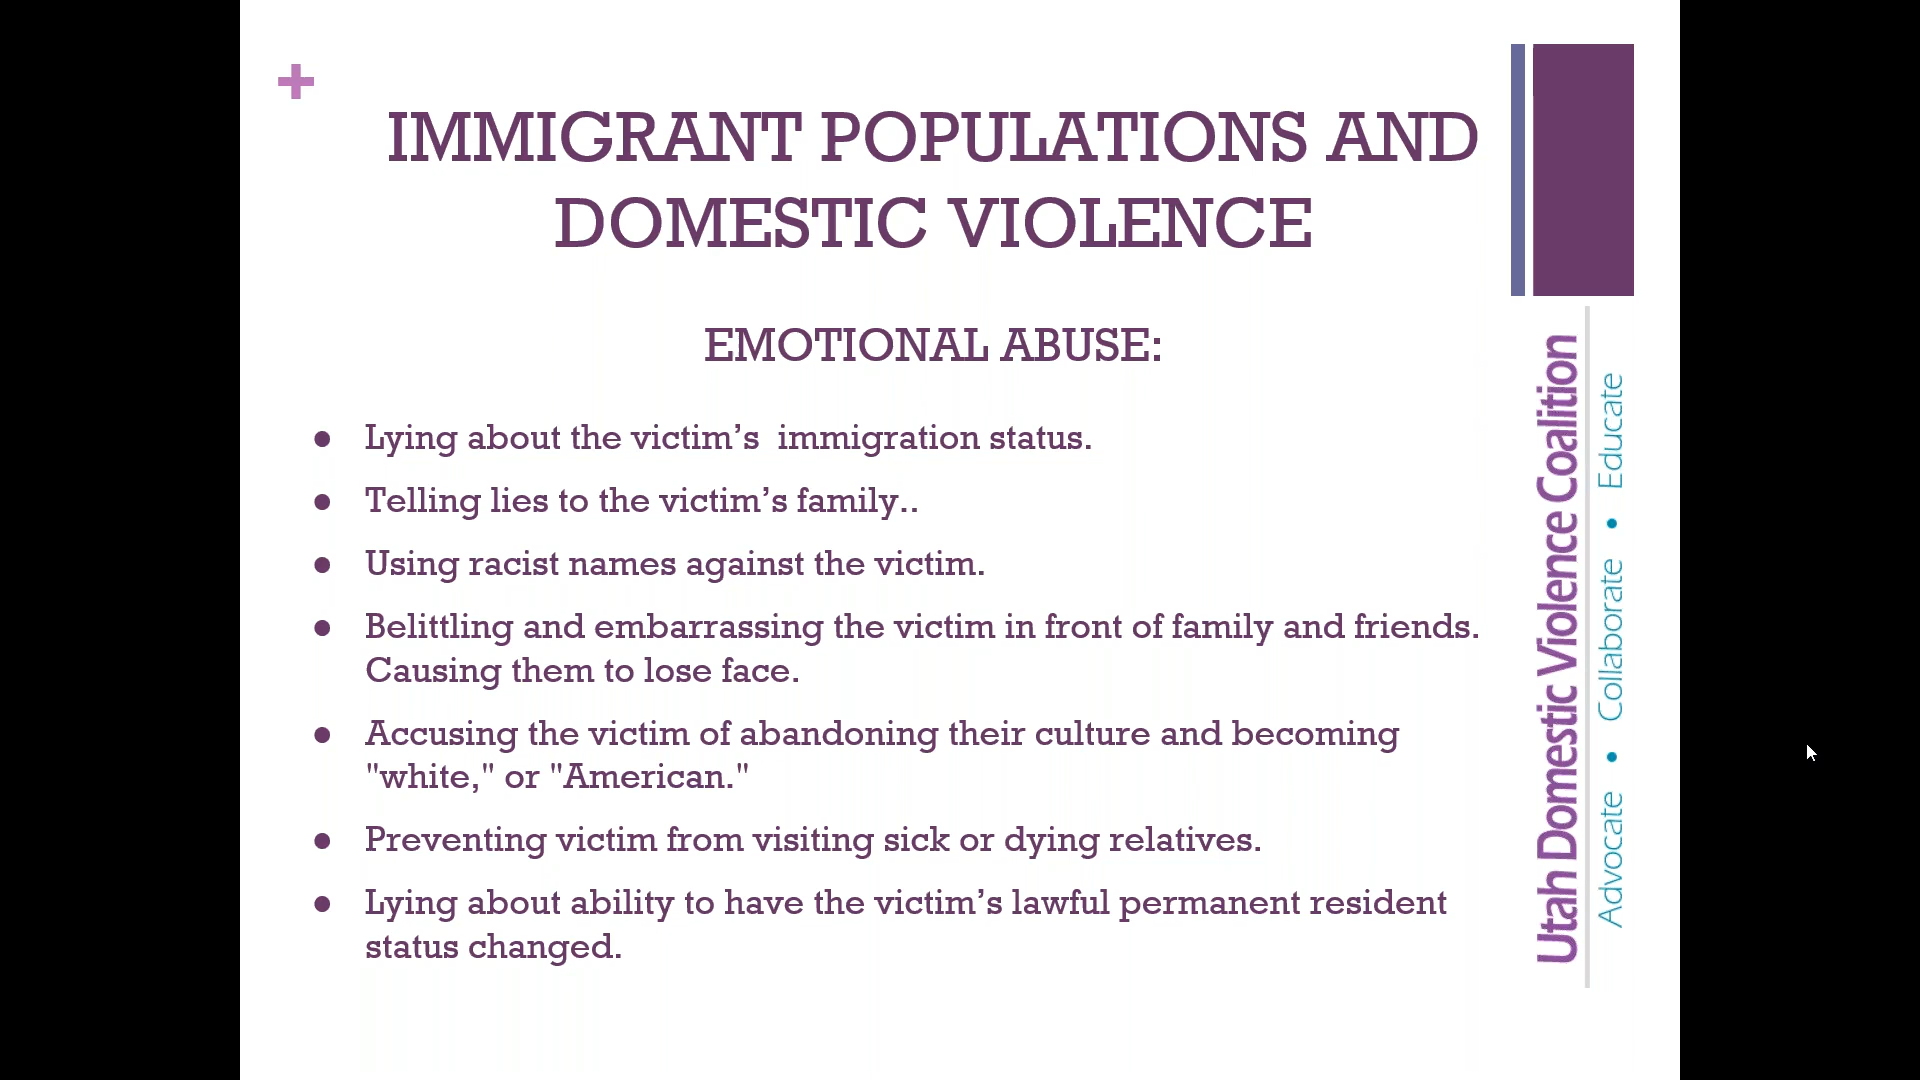 IMMIGRANT POPULATIONS AND
DOMESTIC VIOLENCE
EMOTIONAL ABUSE:
● Lying about the victim’s  immigration status.
● Telling lies to the victim’s family..
● Using racist names against the victim.
● Belittling and embarrassing the victim in front of family and friends.
Causing them to lose face.
● Accusing the victim of abandoning their culture and becoming
"white," or "American."
● Preventing victim from visiting sick or dying relatives.
● Lying about ability to have the victim’s lawful permanent resident
status changed.
Utah Domestic Violence Coalition
Advocate • Collaborate • Educate